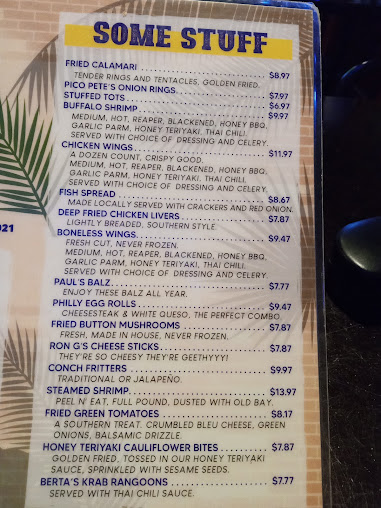 SOME STUFF
FRIED CALAMARI ........................ $8.97
TENDER RINGS AND TENTACLES, GOLDEN FRIED.
PICO PETE'S ONION RINGS................. $7.97
STUFFED TOTS ........................... $6.97
BUFFALO SHRIMP ......................... $9.97
MEDIUM, HOT, REAPER, BLACKENED, HONEY BBQ,
GARLIC PARM, HONEY TERIYAKI, THAI CHILI.
SERVED WITH CHOICE OF DRESSING AND CELERY.
CHICKEN WINGS........................... $11.97
A DOZEN COUNT, CRISPY GOOD.
MEDIUM, HOT, REAPER, BLACKENED, HONEY BBQ,
GARLIC PARM, HONEY TERIYAKI, THAI CHILI.
SERVED WITH CHOICE OF DRESSING AND CELERY.
FISH SPREAD ............................ $8.67
MADE LOCALLY SERVED WITH CRACKERS AND RED ONION.
DEEP FRIED CHICKEN LIVERS .............. $7.87
LIGHTLY BREADED, SOUTHERN STYLE.
BONELESS WINGS.......................... $9.47
FRESH CUT, NEVER FROZEN.
MEDIUM, HOT, REAPER, BLACKENED, HONEY BBQ,
GARLIC PARM, HONEY TERIYAKI, THAI CHILI.
SERVED WITH CHOICE OF DRESSING AND CELERY.
PAUL'S BALZ............................. $7.77
ENJOY THESE BALZ ALL YEAR.
PHILLY EGG ROLLS ....................... $9.47
CHEESESTEAK & WHITE QUESO, THE PERFECT COMBO.
FRIED BUTTON MUSHROOMS ................. $7.87
FRESH, MADE IN HOUSE, NEVER FROZEN.
RON G'S CHEESE STICKS................... $7.87
THEY'RE SO CHEESY THEY'RE GEETHYYY!
CONCH FRITTERS ......................... $9.97
TRADITIONAL OR JALAPEÑO.
STEAMED SHRIMP.......................... $13.97
PEEL N' EAT, FULL POUND, DUSTED WITH OLD BAY.
FRIED GREEN TOMATOES ................... $8.17
A SOUTHERN TREAT. CRUMBLED BLEU CHEESE, GREEN
ONIONS, BALSAMIC DRIZZLE.
HONEY TERIYAKI CAULIFLOWER BITES ....... $7.87
GOLDEN FRIED, TOSSED IN OUR HONEY TERIYAKI
SAUCE, SPRINKLED WITH SESAME SEEDS.
BERTA'S KRAB RANGOONS .................. $7.77
SERVED WITH THAI CHILI SAUCE.
021